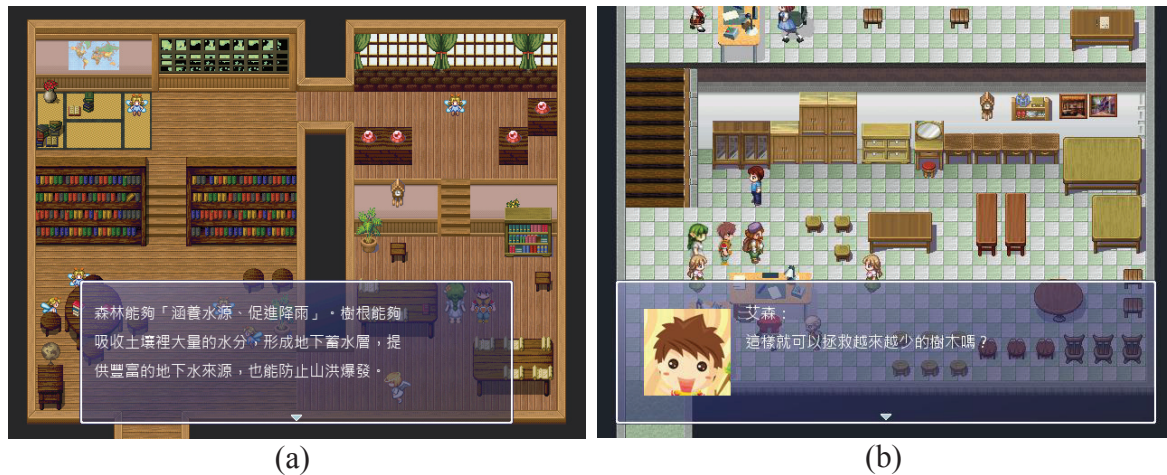 森林能夠「涵養水源、促進降雨」。樹根能夠
吸收土壤裡大量的水分，形成地下蓄水層，提
供豐富的地下水來源，也能防止山洪爆發。
艾森：
這樣就可以拯救越來越少的樹木嗎？
(a)
(b)